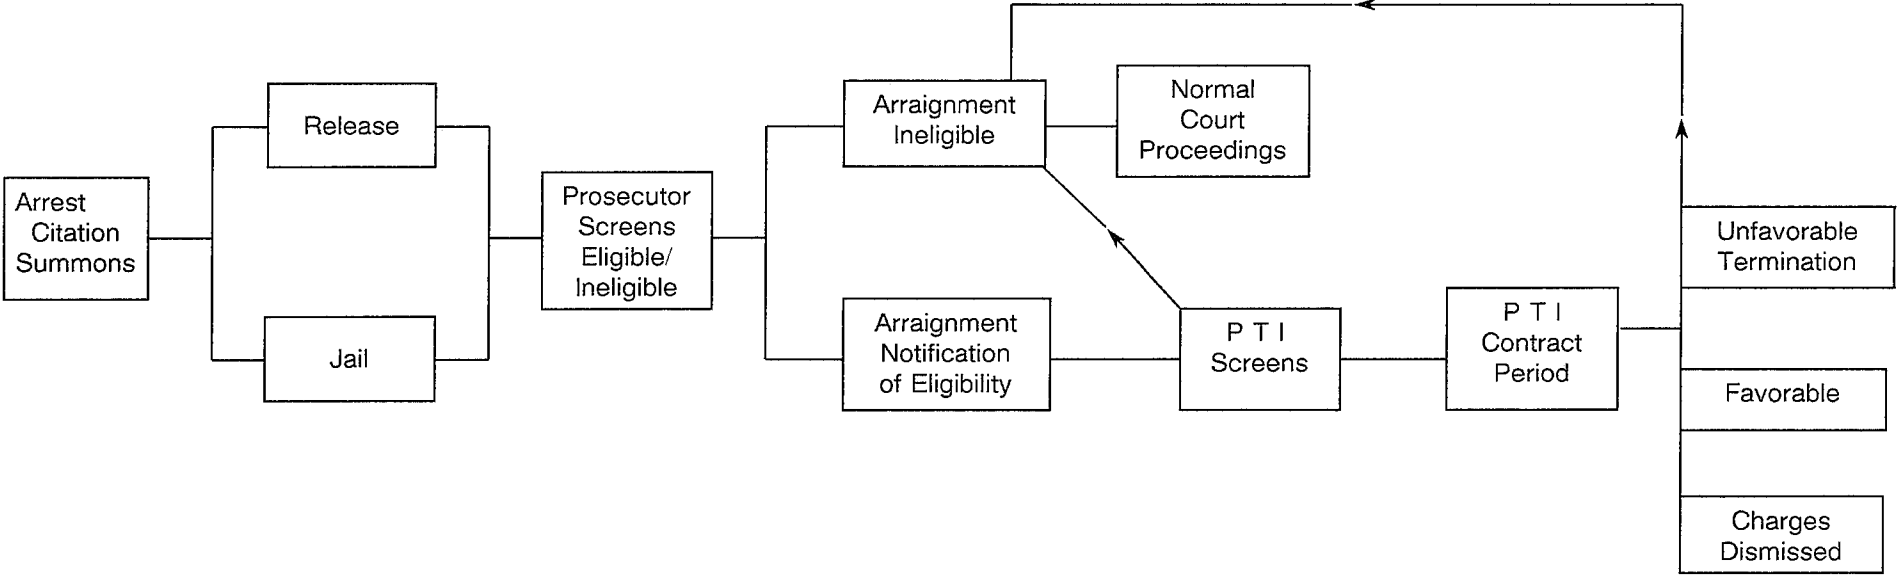 Arrest
Citation
Summons
Release
Jail
Prosecutor
Screens
Eligible/
Ineligible
Arraignment
Ineligible
Normal
Court
Proceedings
Arraignment
Notification
of Eligibility
P T I
Screens
P T I
Contract
Period
Unfavorable
Termination
Favorable
Charges
Dismissed